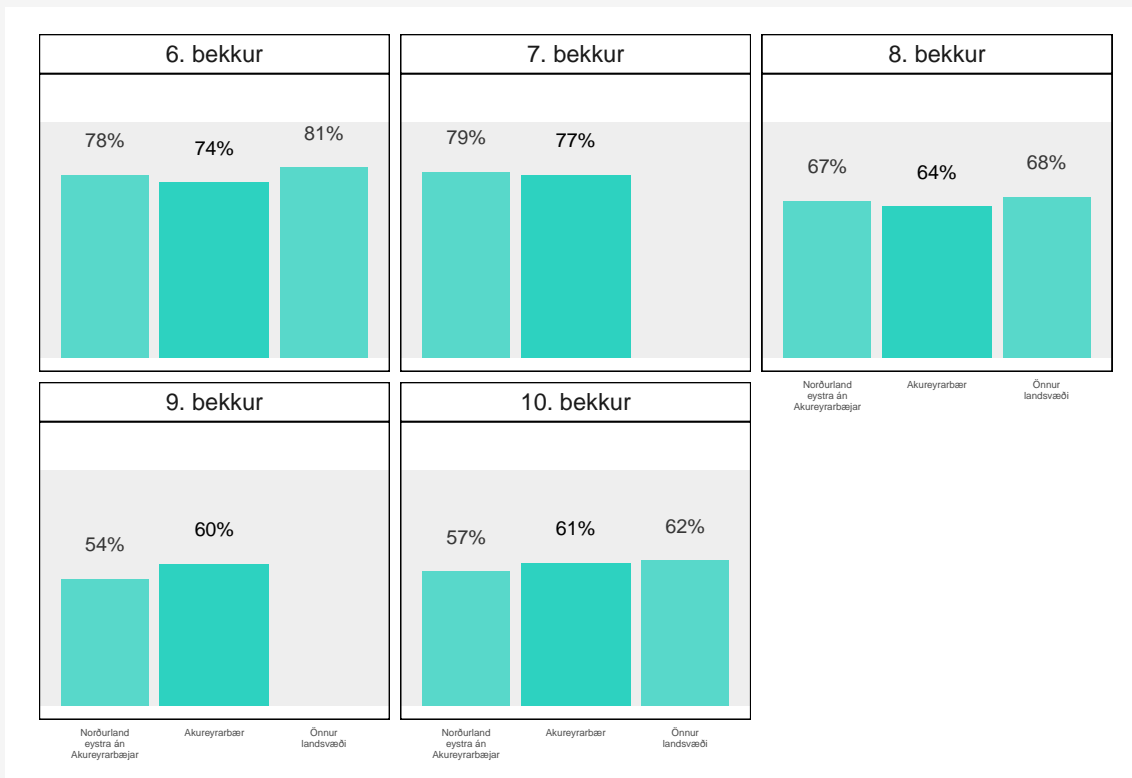 6. bekkur
78%
74%
81%
7. bekkur
79%
77%
8. bekkur
67%
64%
68%
Norðurland
eystra án
Akureyrarbæjar
Akureyrarbær
Önnur
landsvæði
9. bekkur
54%
60%
Norðurland
eystra án
Akureyrarbæjar
Akureyrarbær
Önnur
landsvæði
10. bekkur
57%
61%
62%
Norðurland
eystra án
Akureyrarbæjar
Akureyrarbær
Önnur
landsvæði